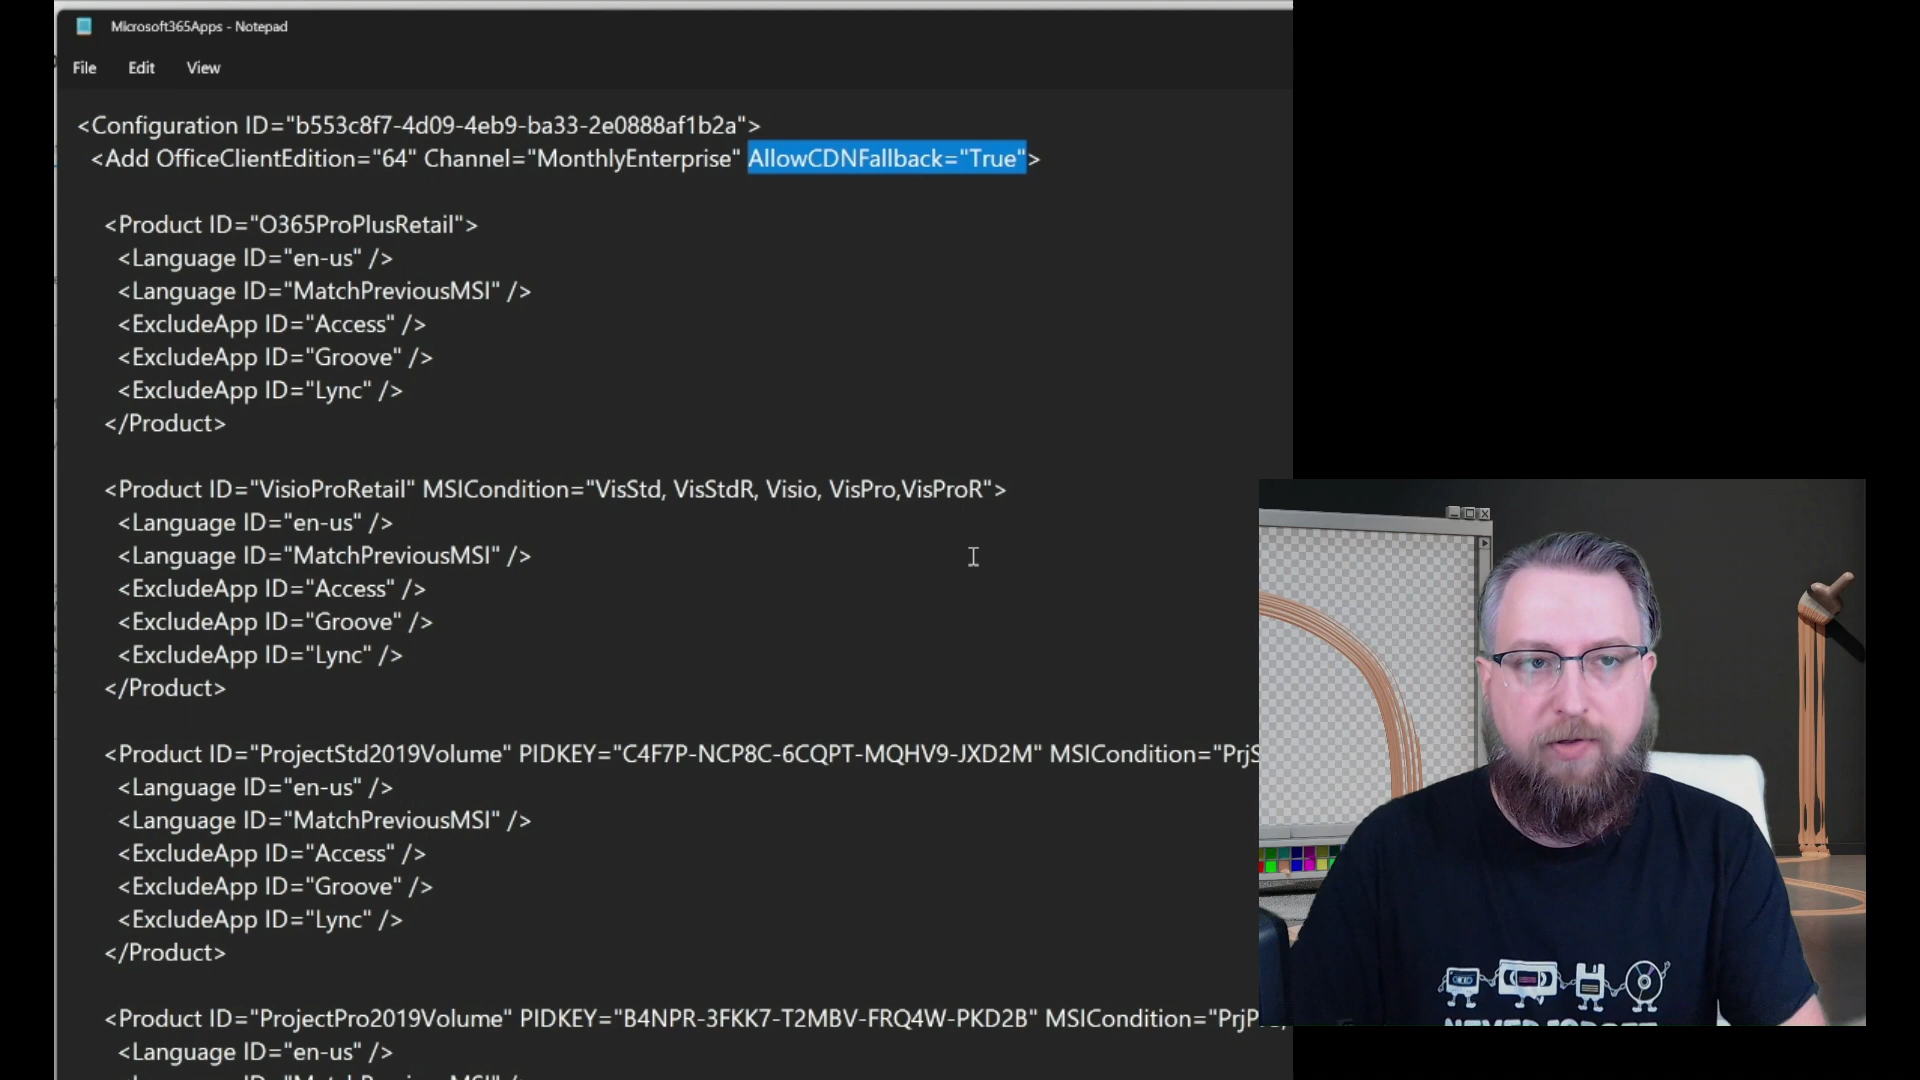 Microsoft365Apps - Notepad
File Edit View
<Configuration ID="b553c8f7-4d09-4eb9-ba33-2e0888af1b2a">
<Add OfficeClientEdition="64" Channel="MonthlyEnterprise" AllowCDNFallback="True">
<Product ID="O365ProPlusRetail">
<Language ID="en-us" />
<Language ID="MatchPreviousMSI" />
<ExcludeApp ID="Access" />
<ExcludeApp ID="Groove" />
<ExcludeApp ID="Lync" />
</Product>
<Product ID="VisioProRetail" MSICondition="VisStd, VisStdR, Visio, VisPro,VisProR">
<Language ID="en-us" />
<Language ID="MatchPreviousMSI" />
<ExcludeApp ID="Access" />
<ExcludeApp ID="Groove" />
<ExcludeApp ID="Lync" />
</Product>
<Product ID="ProjectStd2019Volume" PIDKEY="C4F7P-NCP8C-6CQPT-MQHV9-JXD2M" MSICondition="PrjS
<Language ID="en-us" />
<Language ID="MatchPreviousMSI" />
<ExcludeApp ID="Access" />
<ExcludeApp ID="Groove" />
<ExcludeApp ID="Lync" />
</Product>
<Product ID="ProjectPro2019Volume" PIDKEY="B4NPR-3FKK7-T2MBV-FRQ4W-PKD2B" MSICondition="PrjP
<Language ID="en-us" />